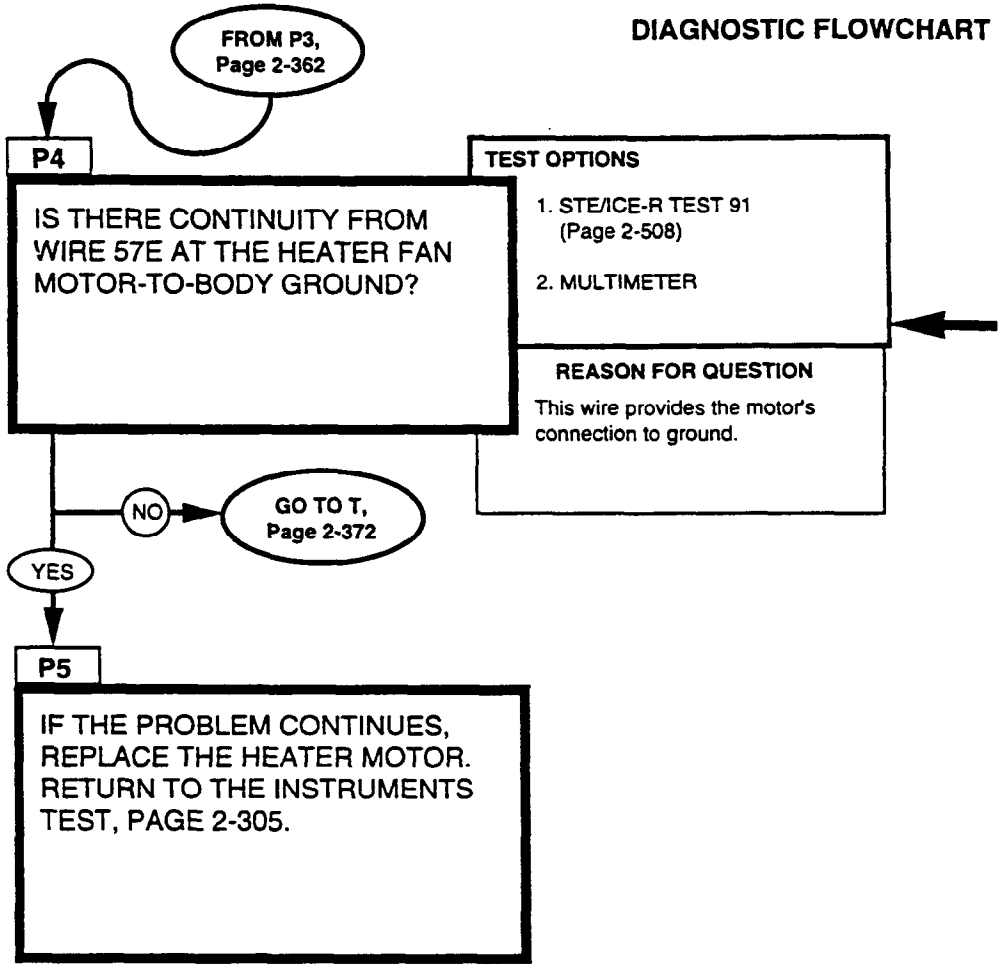 DIAGNOSTIC FLOWCHART
FROM P3,
Page 2-362
P4
IS THERE CONTINUITY FROM
WIRE 57E AT THE HEATER FAN
MOTOR-TO-BODY GROUND?
TEST OPTIONS
1. STE/ICE-R TEST 91
(Page 2-508)
2. MULTIMETER
REASON FOR QUESTION
This wire provides the motor's
connection to ground.
NO
GO TO T,
Page 2-372
YES
P5
IF THE PROBLEM CONTINUES,
REPLACE THE HEATER MOTOR.
RETURN TO THE INSTRUMENTS
TEST, PAGE 2-305.